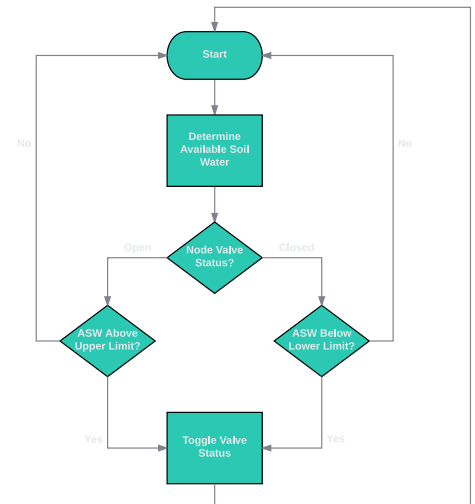 Start
No
No
Determine
Available Soil
Water
Open
Node Valve
Status?
Closed
ASW Above
Upper Limit?
ASW Below
Lower Limit?
Yes
Toggle Valve
Status
Yes